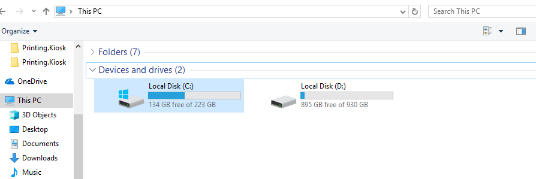 This PC
Search This PC
Organize
Printing.Kiosk
Printing.Kiosk
OneDrive
This PC
3D Objects
Desktop
Documents
Downloads
Music
Folders (7)
Devices and drives (2)
Local Disk (C:)
134 GB free of 223 GB
Local Disk (D:)
895 GB free of 930 GB